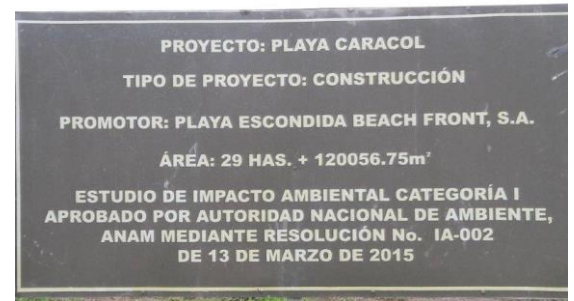 PROYECTO: PLAYA CARACOL
TIPO DE PROYECTO: CONSTRUCCIÓN
PROMOTOR: PLAYA ESCONDIDA BEACH FRONT, S.A.
ÁREA: 29 HAS. + 120056.75m²
ESTUDIO DE IMPACTO AMBIENTAL CATEGORÍA I
APROBADO POR AUTORIDAD NACIONAL DE AMBIENTE,
ANAM MEDIANTE RESOLUCIÓN No. IA-002
DE 13 DE MARZO DE 2015